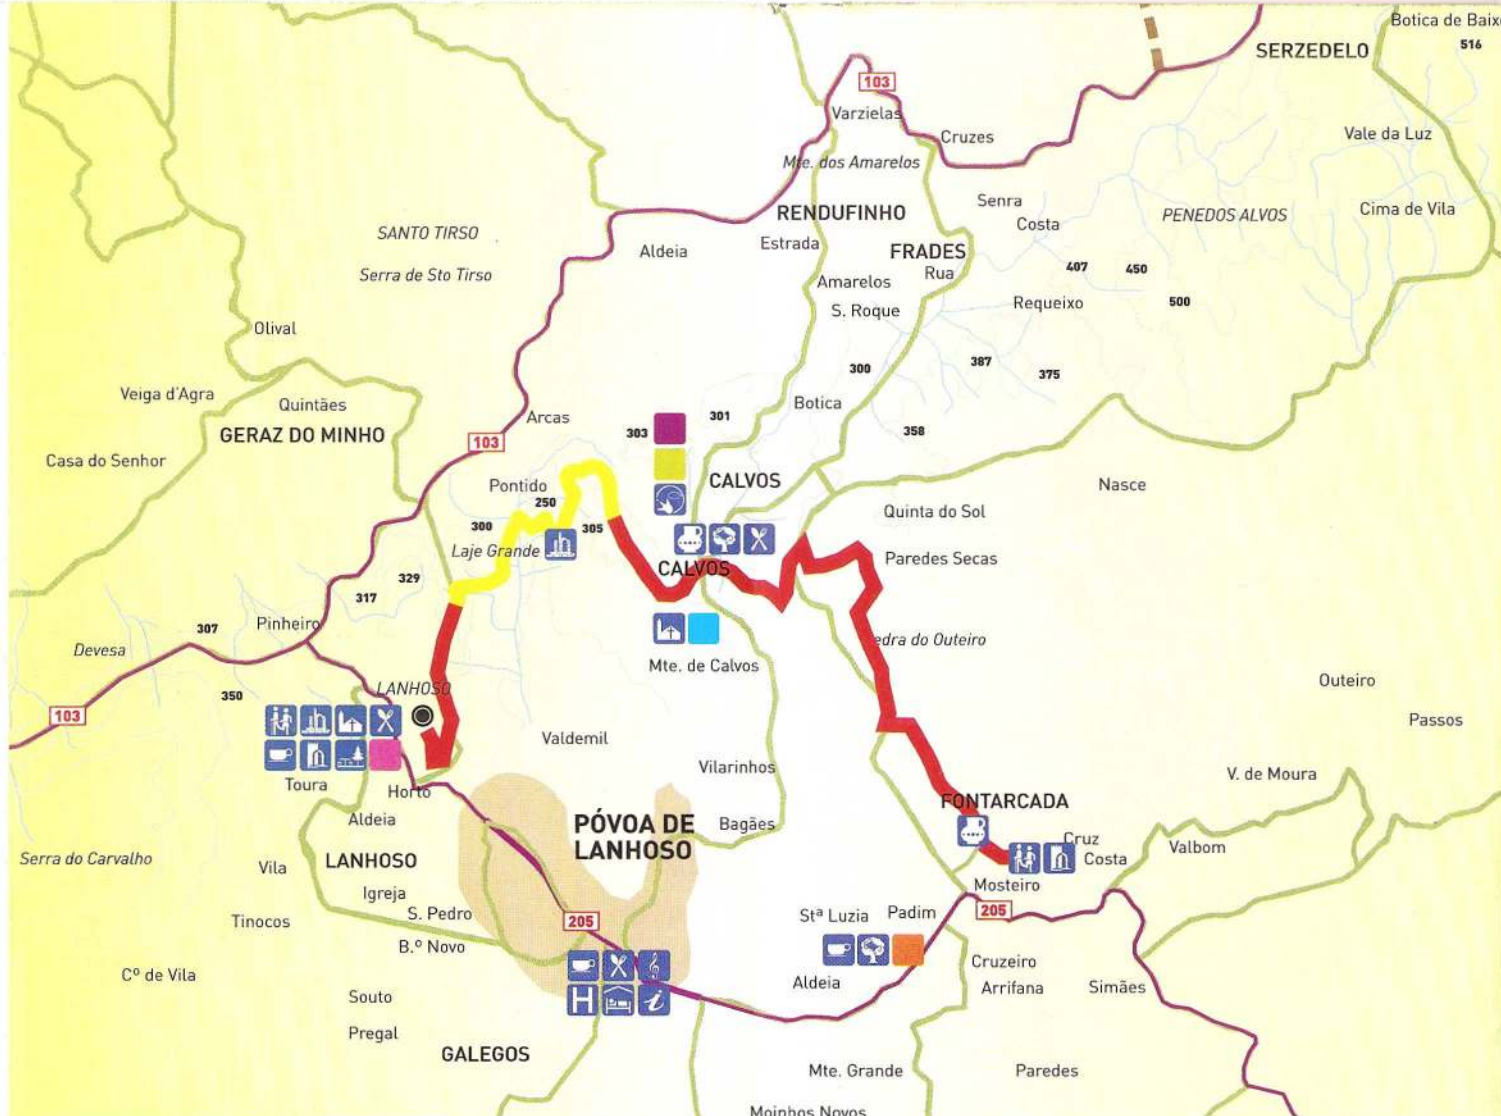 Botica de Baixo
516
SERZEDELO
103
Varzielas
Cruzes
Vale da Luz
Mte. dos Amarelos
Senra
Costa
PENEDOS ALVOS
Cima de Vila
RENDUFINHO
SANTO TIRSO
Aldeia
Estrada
FRADES
Rua
Serra de Sto Tirso
407
450
Amarelos
S. Roque
Requeixo
500
Olival
387
300
375
Veiga d'Agra
Quintães
Arcas
301
Botica
GERAZ DO MINHO
103
303
358
Casa do Senhor
Pontido
CALVOS
Nasce
250
Quinta do Sol
300
305
Laje Grande
Paredes Secas
CALVOS
329
317
Pinheiro
307
edra do Outeiro
Devesa
Mte. de Calvos
LANHOSO
350
Outeiro
103
Passos
Valdemil
Vilarinhos
V. de Moura
Toura
Horto
FONTARCADA
Aldeia
PÓVOA DE
LANHOSO
Bagães
Cruz
Costa
Valbom
Serra do Carvalho
Vila
LANHOSO
Igreja
Mosteiro
S. Pedro
205
Stª Luzia
Padim
205
Tinocos
B.º Novo
Cº de Vila
Cruzeiro
Aldeia
Arrifana
Simães
Souto
H
i
Pregal
GALEGOS
Mte. Grande
Paredes
Moinhos Novos